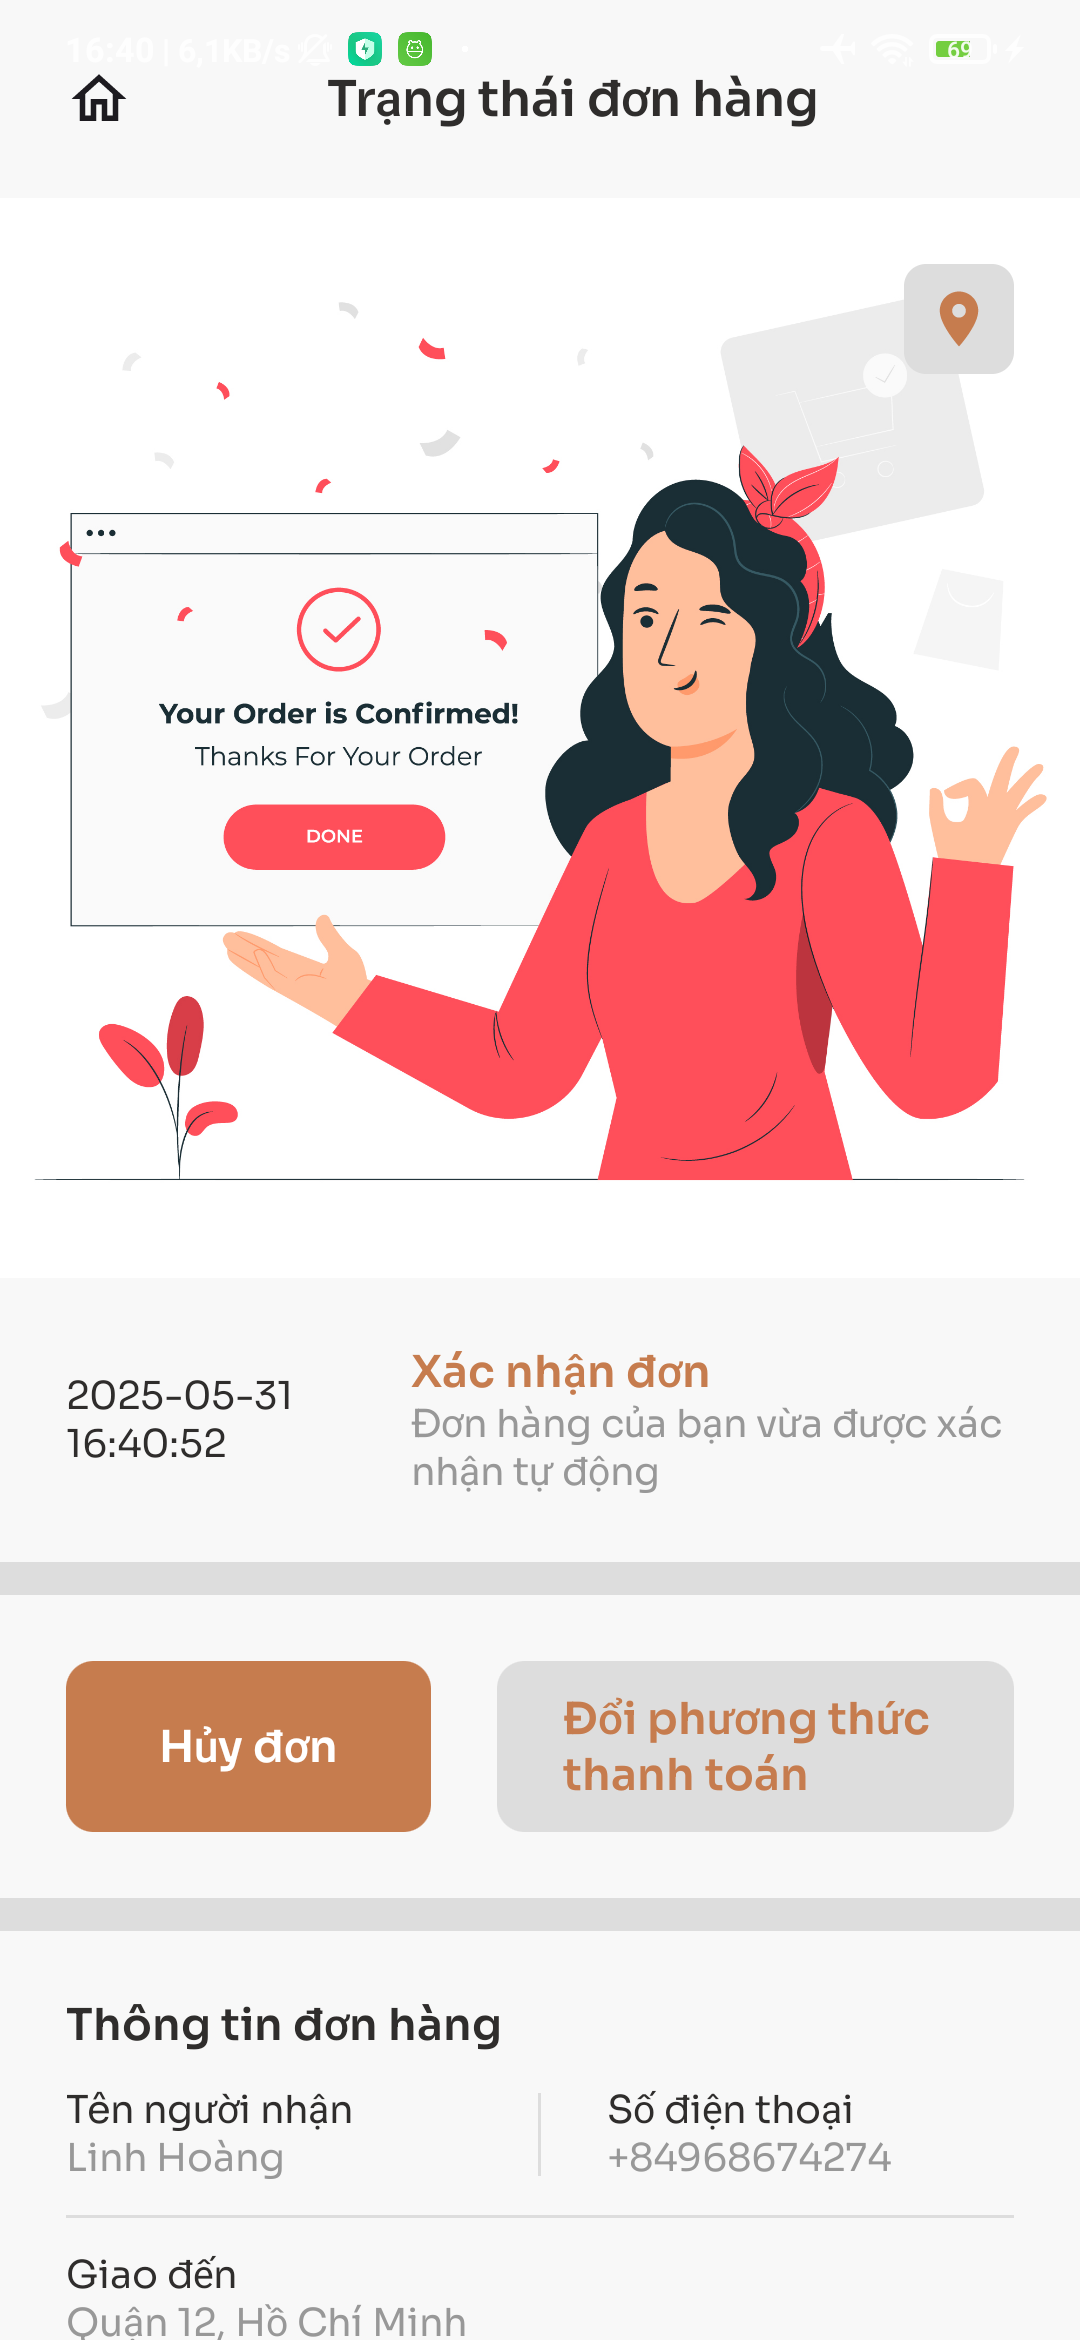 16:40 | 6,1KB/s
69
Trạng thái đơn hàng
Your Order is Confirmed!
Thanks For Your Order
DONE
2025-05-31
16:40:52
Xác nhận đơn
Đơn hàng của bạn vừa được xác
nhận tự động
Hủy đơn
Đổi phương thức
thanh toán
Thông tin đơn hàng
Tên người nhận
Linh Hoàng
Số điện thoại
+84968674274
Giao đến
Quận 12, Hồ Chí Minh